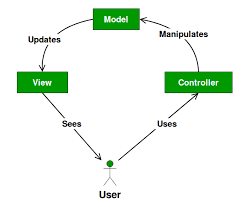 Model
Updates
Manipulates
View
Controller
Sees
Uses
User